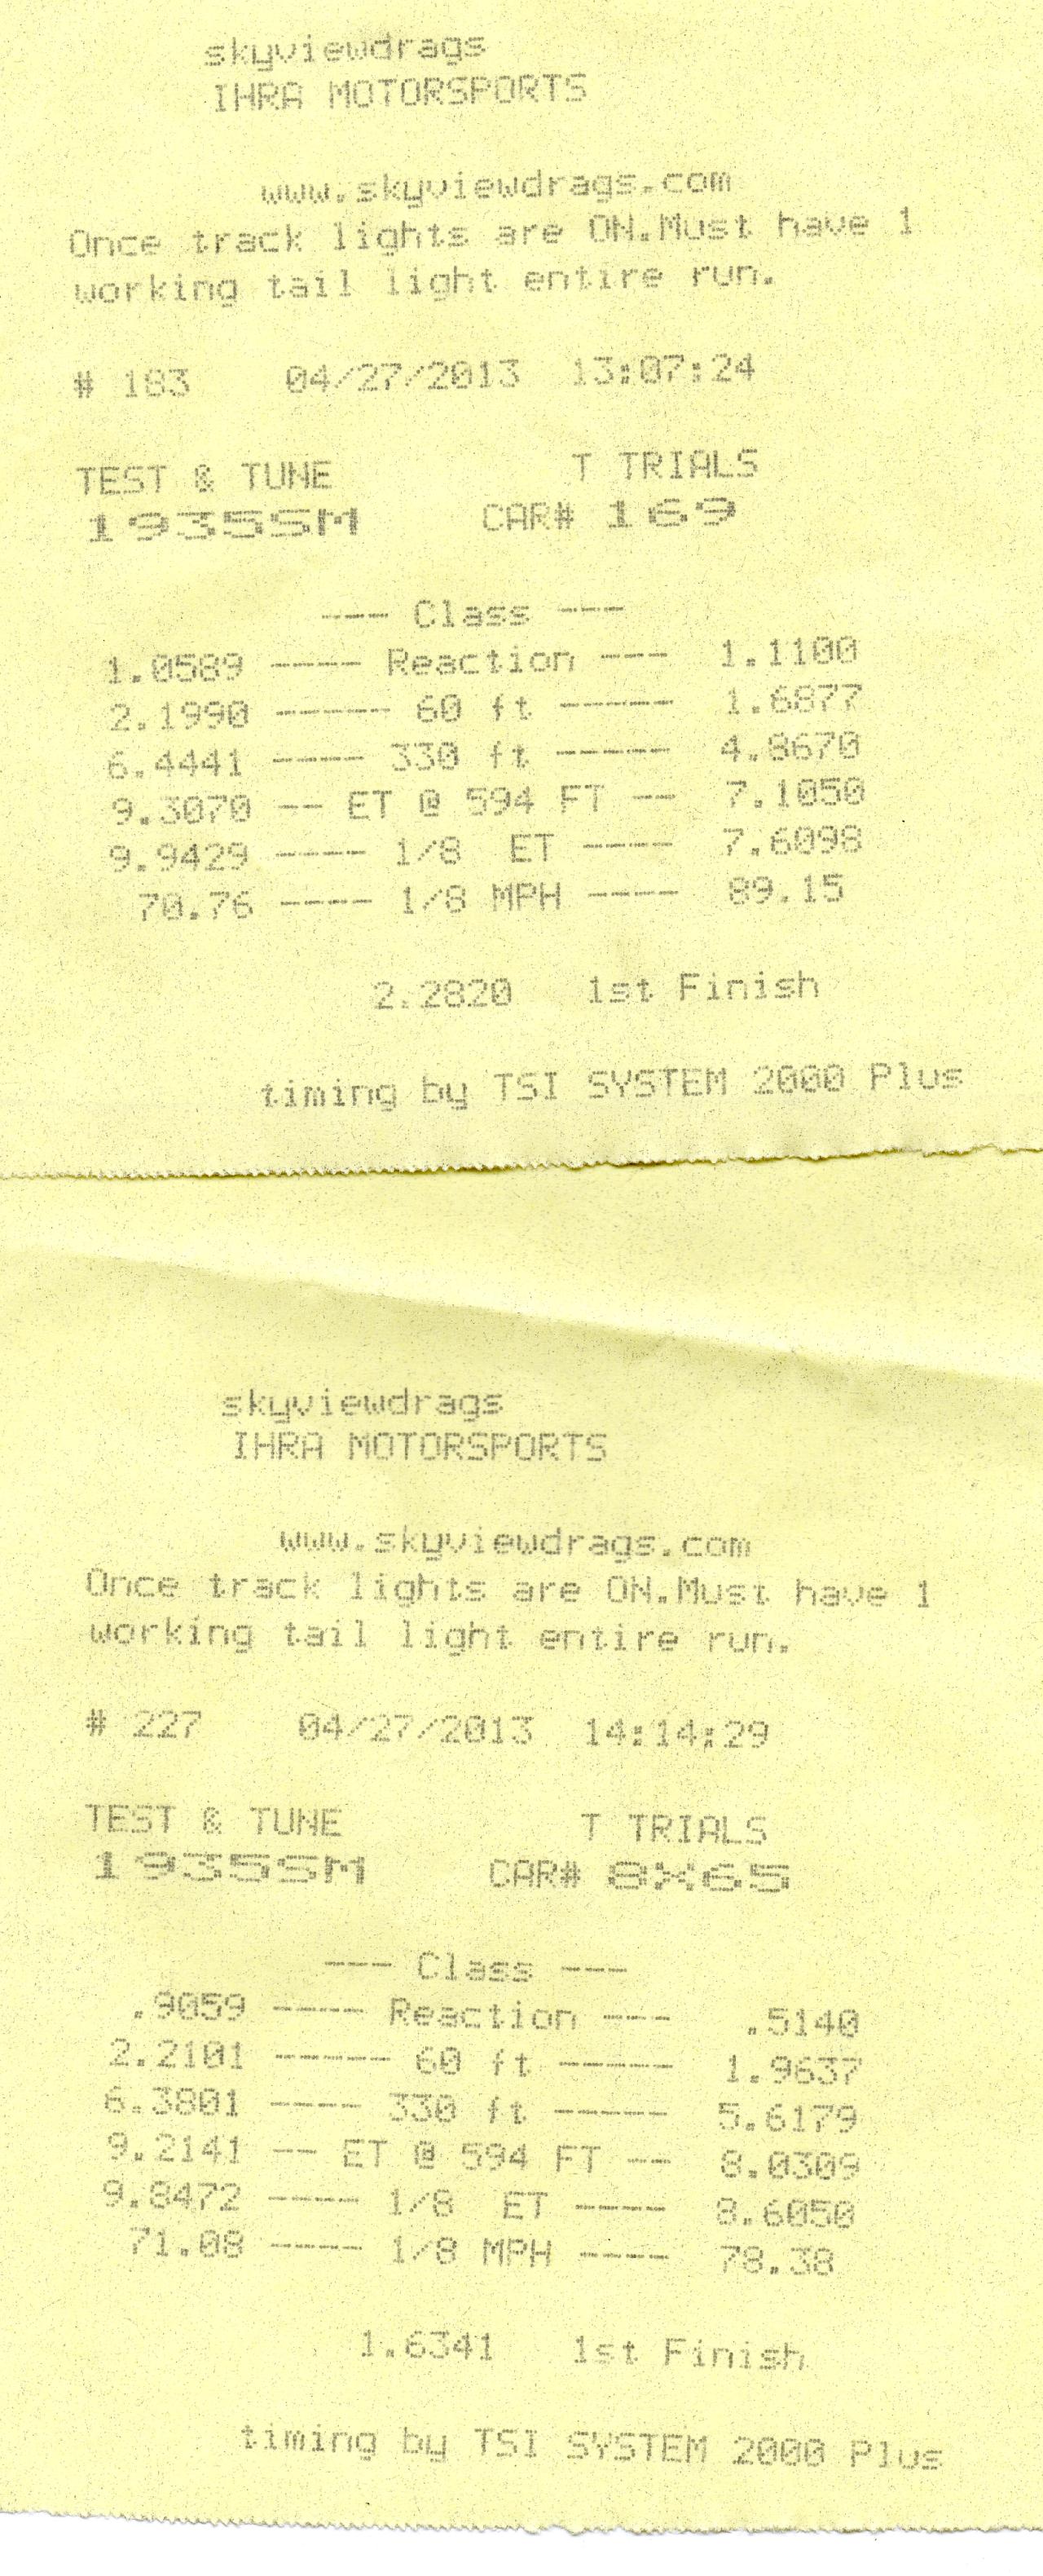 skyviewdrags
IHRA MOTORSPORTS
www.skyviewdrags.com
Once track lights are ON.Must have 1
working tail light entire run.
# 183 04/27/2013 13:07:24
TEST & TUNE T TRIALS
1935SM CAR# 169
--- Class ---
1.0589 ---- Reaction --- 1.1100
2.1990 ----- 60 ft ----- 1.6877
6.4441 ---- 330 ft ----- 4.8670
9.3070 -- ET @ 594 FT -- 7.1050
9.9429 ---- 1/8 ET ---- 7.6098
70.76 ---- 1/8 MPH ---- 89.15
2.2820 1st Finish
timing by TSI SYSTEM 2000 Plus
skyviewdrags
IHRA MOTORSPORTS
www.skyviewdrags.com
Once track lights are ON.Must have 1
working tail light entire run.
# 227 04/27/2013 14:14:29
TEST & TUNE T TRIALS
1935SM CAR# 8X65
--- Class ---
.9059 ---- Reaction --- .5140
2.2101 ----- 60 ft ----- 1.9637
6.3801 ---- 330 ft ----- 5.6179
9.2141 -- ET @ 594 FT -- 8.0309
9.8472 ---- 1/8 ET ---- 8.6050
71.08 ---- 1/8 MPH ---- 78.38
1.6341 1st Finish
timing by TSI SYSTEM 2000 Plus